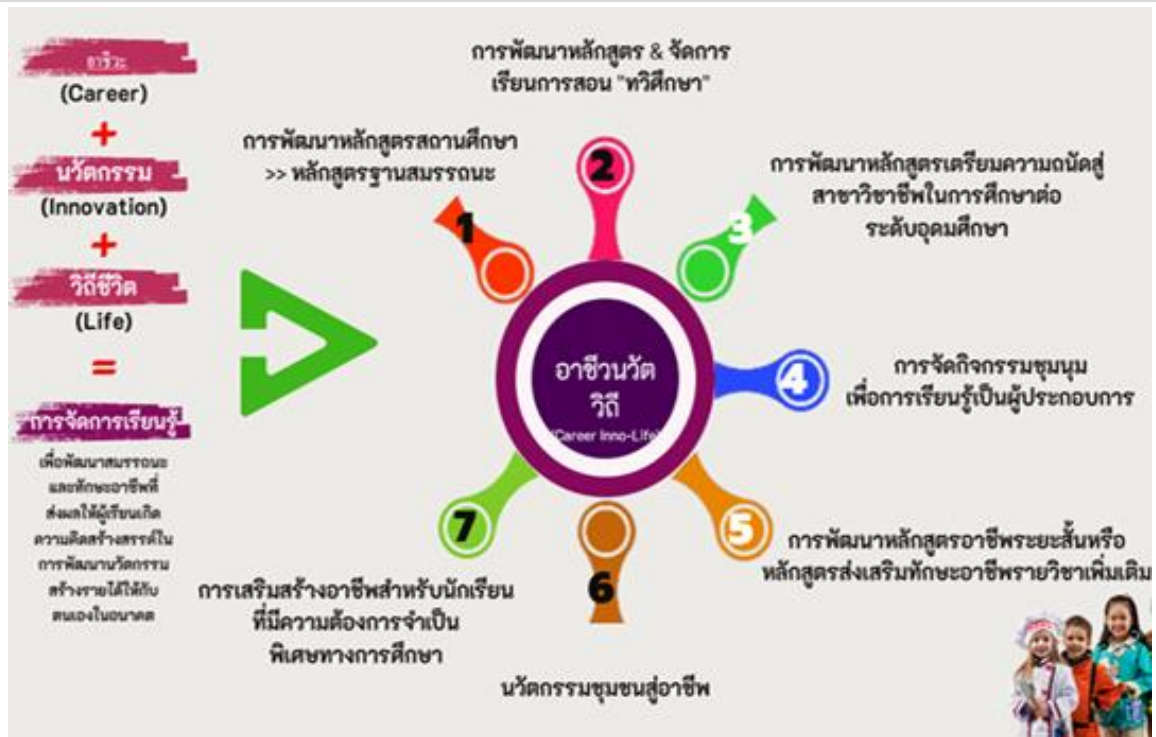 อาชีวะ
(Career)
+
นวัตกรรม
(Innovation)
+
วิถีชีวิต
(Life)
=
การจัดการเรียนรู้
เพื่อพัฒนาสมรรถนะ
และทักษะอาชีพที่
ส่งผลให้ผู้เรียนเกิด
ความคิดสร้างสรรค์ใน
การพัฒนานวัตกรรม
สร้างรายได้ให้กับ
ตนเองในอนาคต
การพัฒนาหลักสูตรสถานศึกษา
>> หลักสูตรฐานสมรรถนะ
1
การพัฒนาหลักสูตร & จัดการ
เรียนการสอน "ทวิศึกษา"
2
การพัฒนาหลักสูตรเตรียมความถนัดสู่
สาขาวิชาชีพในการศึกษาต่อ
ระดับอุดมศึกษา
3
อาชีวนวัต
วิถี
(Career Inno-Life)
4
การจัดกิจกรรมชุมนุม
เพื่อการเรียนรู้เป็นผู้ประกอบการ
5
การพัฒนาหลักสูตรอาชีพระยะสั้นหรือ
หลักสูตรส่งเสริมทักษะอาชีพรายวิชาเพิ่มเติม
6
นวัตกรรมชุมชนสู่อาชีพ
7
การเสริมสร้างอาชีพสำหรับนักเรียน
ที่มีความต้องการจำเป็น
พิเศษทางการศึกษา